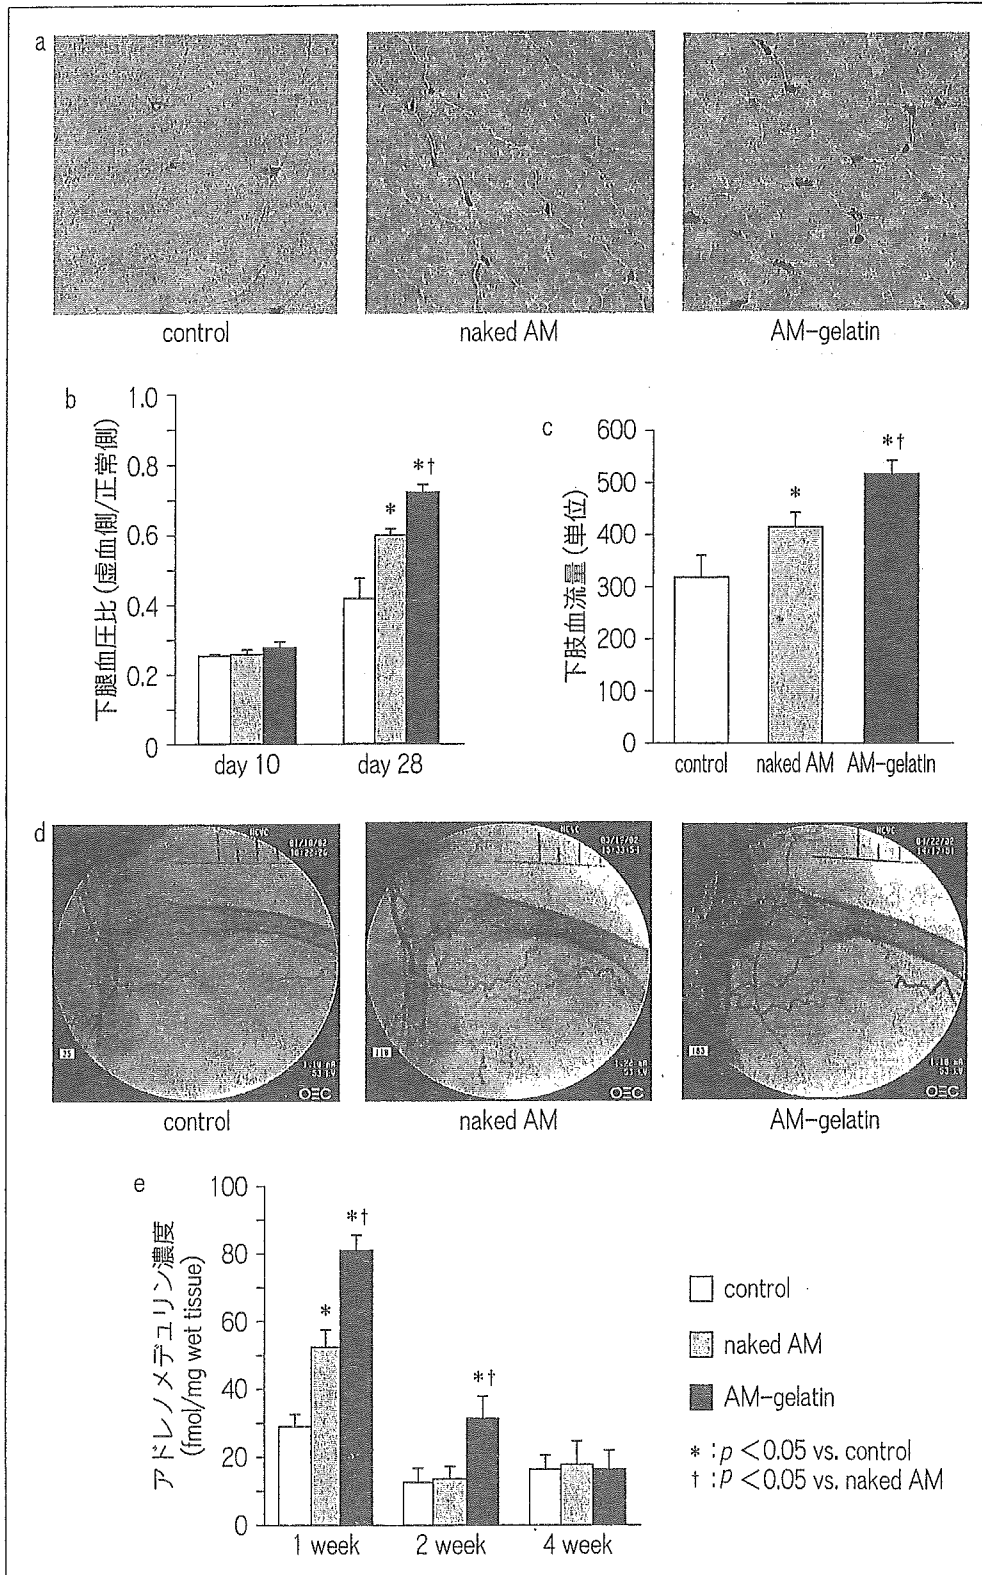 a
control
naked AM
AM-gelatin
b
下腿血圧比(虚血側/正常側)
1.0
0.8
0.6
0.4
0.2
0
*
*†
day 10
day 28
c
下肢血流量(単位)
600
500
400
300
200
100
0
*
*†
control
naked AM
AM-gelatin
d
OEC
OEC
OEC
control
naked AM
AM-gelatin
e
アドレノメデュリン濃度
(fmol/mg wet tissue)
100
80
60
40
20
0
*
*†
*†
1 week
2 week
4 week
control
naked AM
AM-gelatin
* : p <0.05 vs. control
† : p <0.05 vs. naked AM